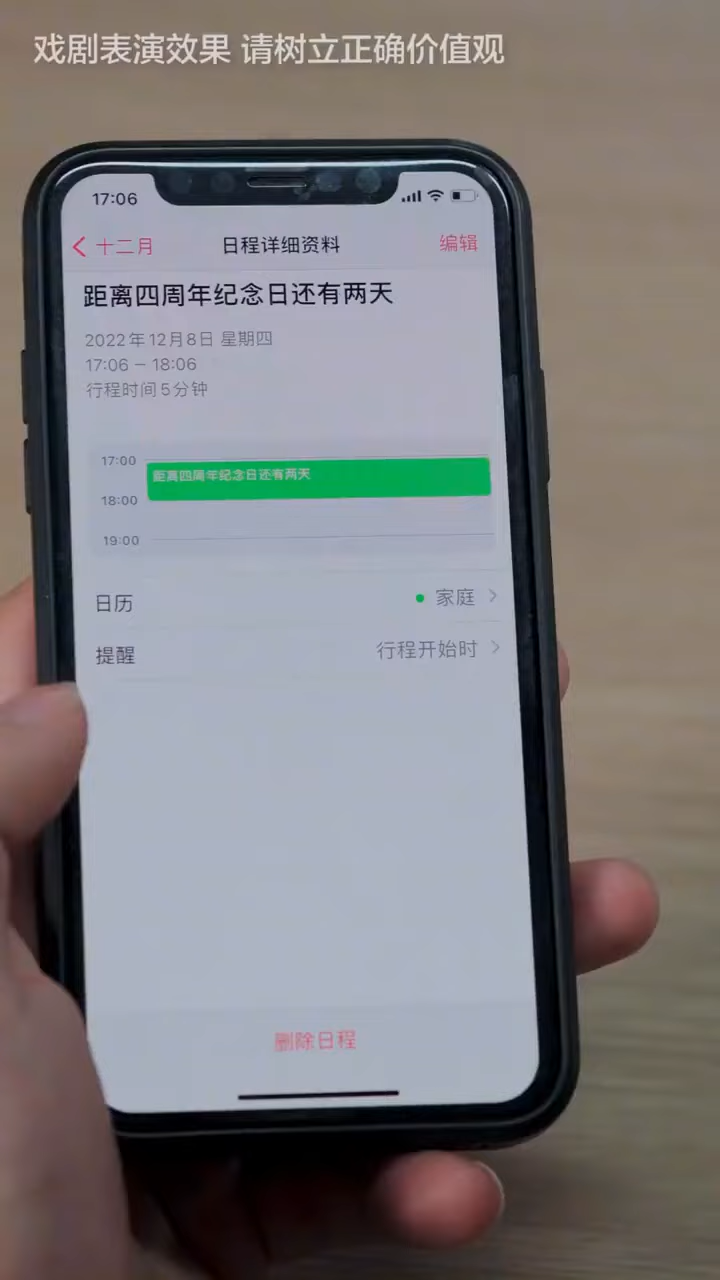 戏剧表演效果 请树立正确价值观
17:06
十二月 日程详细资料 编辑
距离四周年纪念日还有两天
2022年12月8日 星期四
17:06 – 18:06
行程时间5分钟
17:00
距离四周年纪念日还有两天
18:00
19:00
日历 家庭
提醒 行程开始时
删除日程